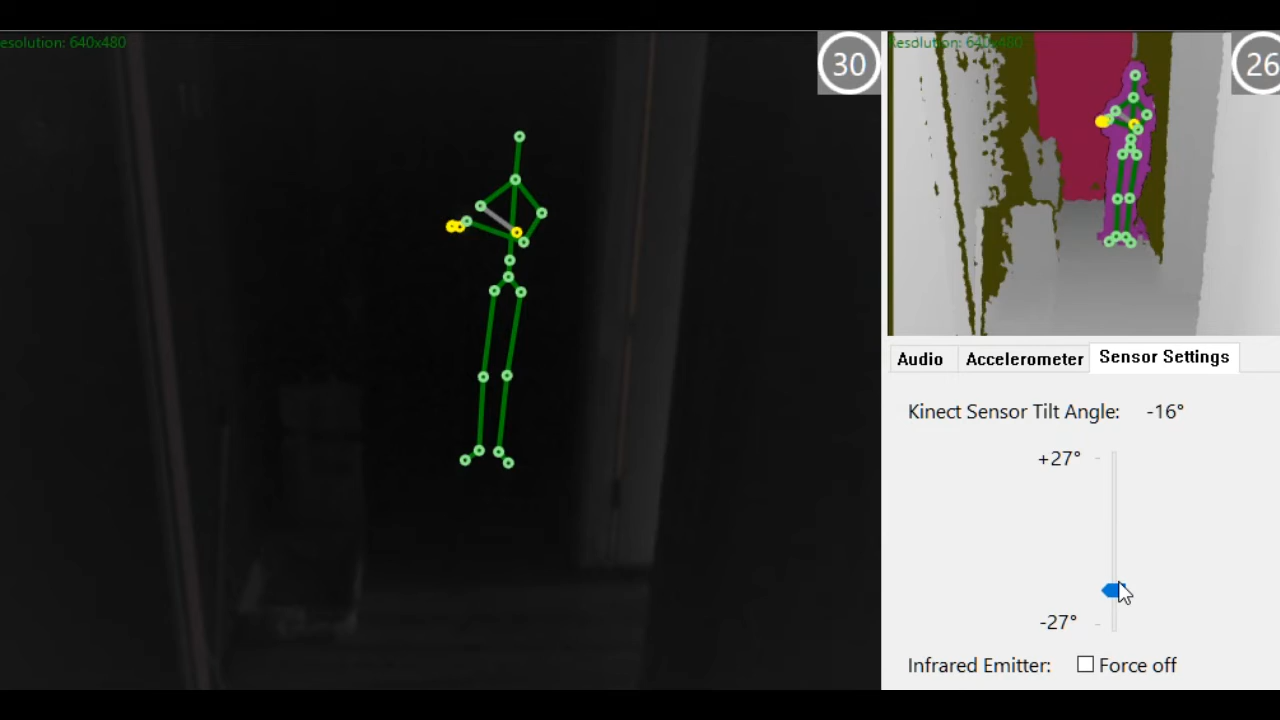 esolution: 640x480
30
Resolution: 640x480
26
Audio Accelerometer Sensor Settings
Kinect Sensor Tilt Angle: -16°
+27°
-27°
Infrared Emitter: Force off